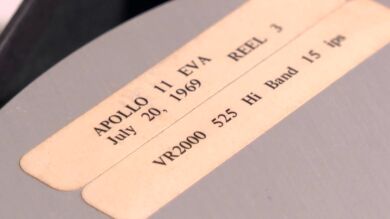 APOLLO 11 EVA REEL 3
July 20, 1969
VR2000 525 Hi Band 15 ips